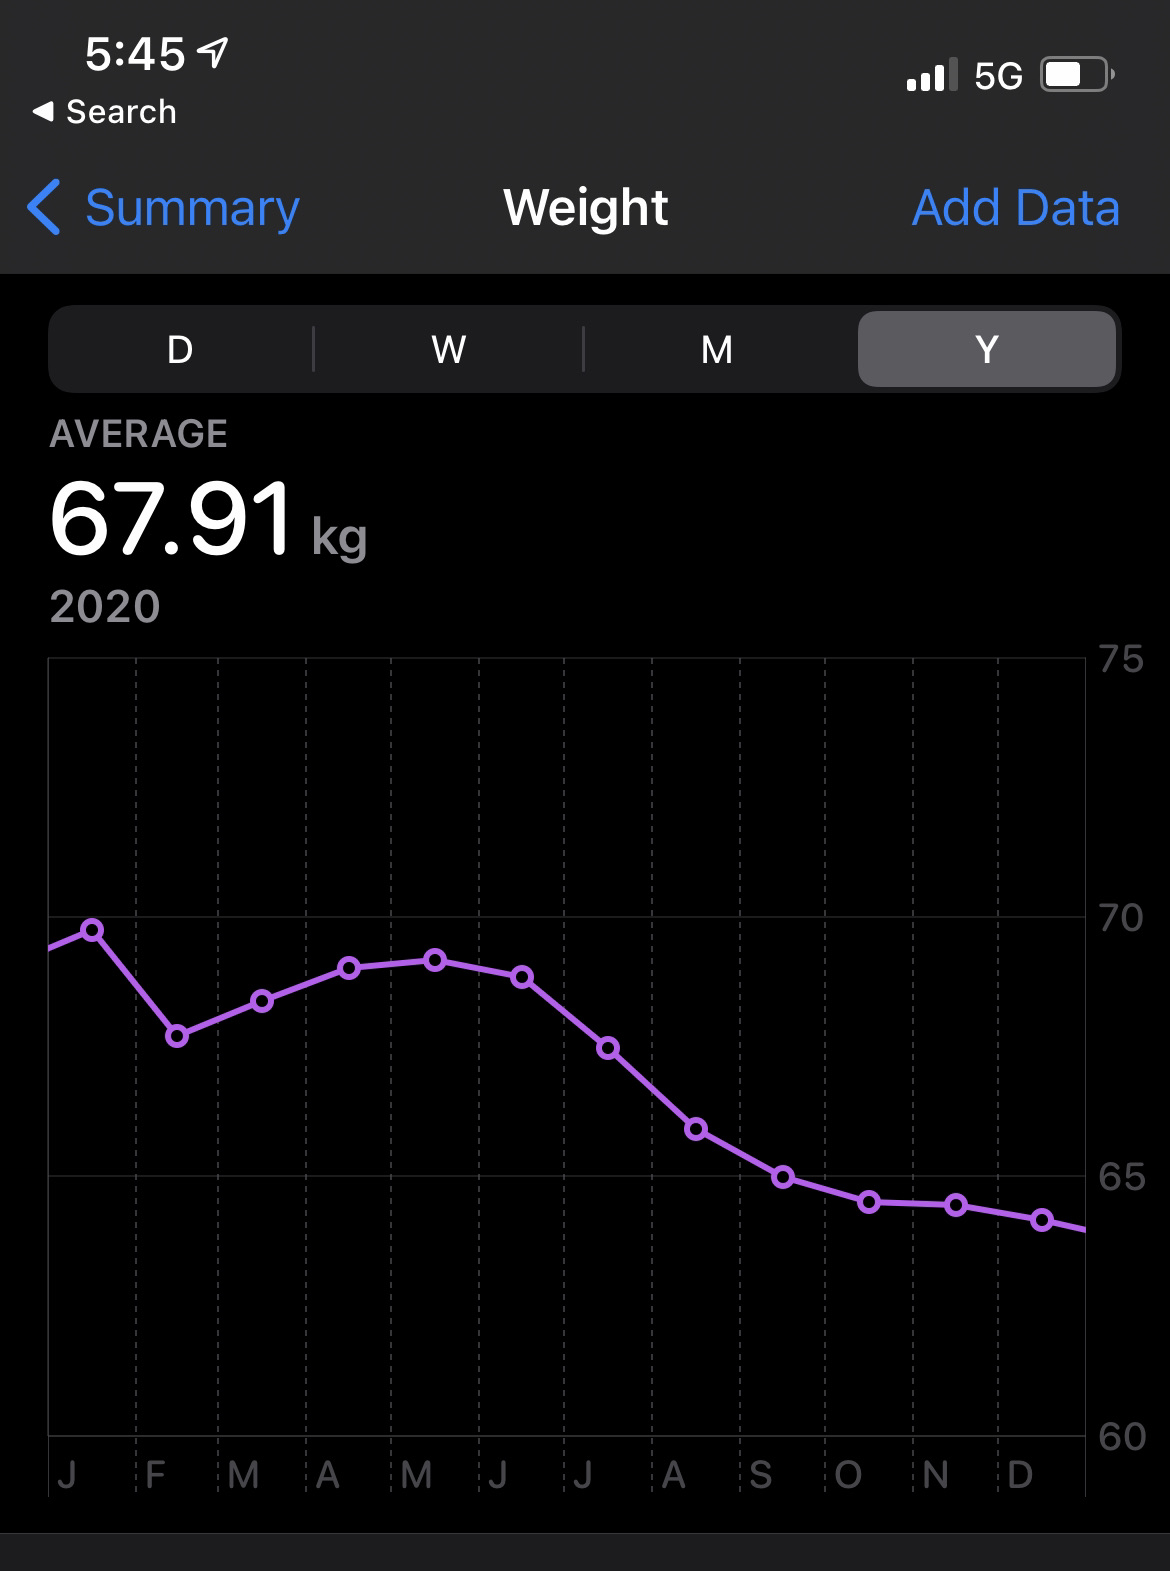 5:45
5G
◀ Search
Summary
Weight
Add Data
D W M Y
AVERAGE
67.91 kg
2020
75
70
65
60
J F M A M J J A S O N D